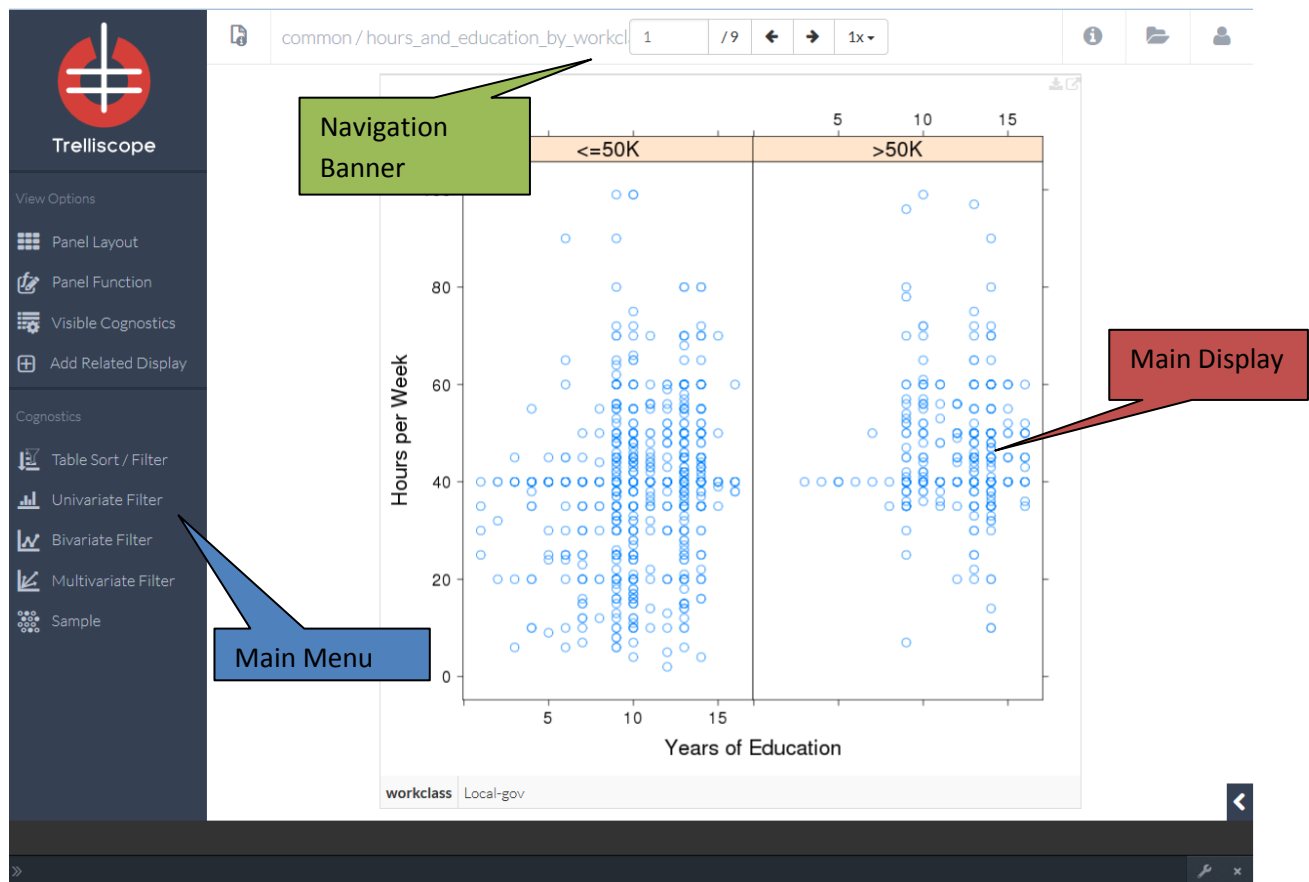 common / hours_and_education_by_workcl
1 / 9 1x
Trelliscope
View Options
Panel Layout
Panel Function
Visible Cognostics
Add Related Display
Cognostics
Table Sort / Filter
Univariate Filter
Bivariate Filter
Multivariate Filter
Sample
Navigation
Banner
Main Menu
Main Display
5 10 15
<=50K >50K
80
60
40
20
0
Hours per Week
5 10 15
Years of Education
workclass Local-gov